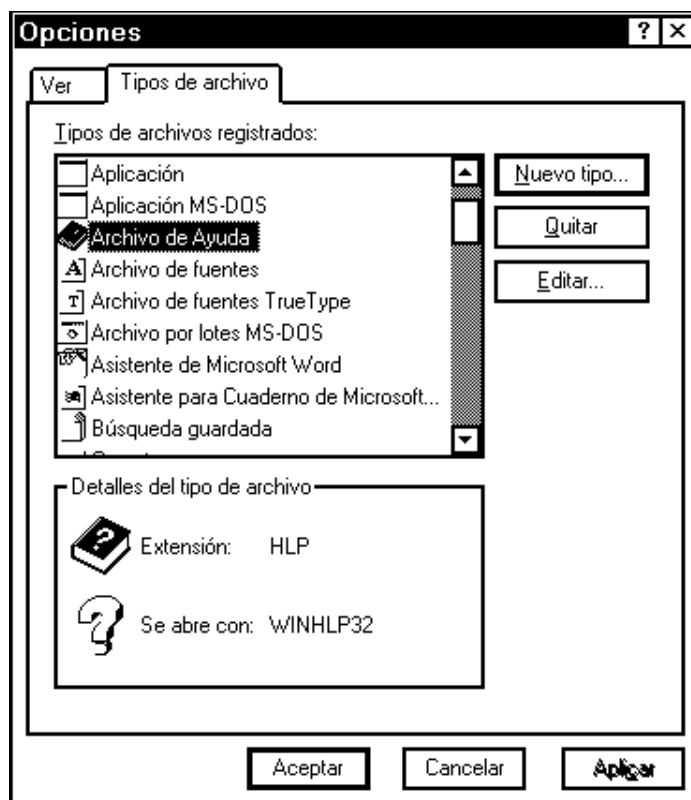 Opciones
Ver
Tipos de archivo
Tipos de archivos registrados:
Aplicación
Aplicación MS-DOS
Archivo de Ayuda
Archivo de fuentes
Archivo de fuentes TrueType
Archivo por lotes MS-DOS
Asistente de Microsoft Word
Asistente para Cuaderno de Microsoft...
Búsqueda guardada
Nuevo tipo...
Quitar
Editar...
Detalles del tipo de archivo
Extensión: HLP
Se abre con: WINHLP32
Aceptar
Cancelar
Aplicar